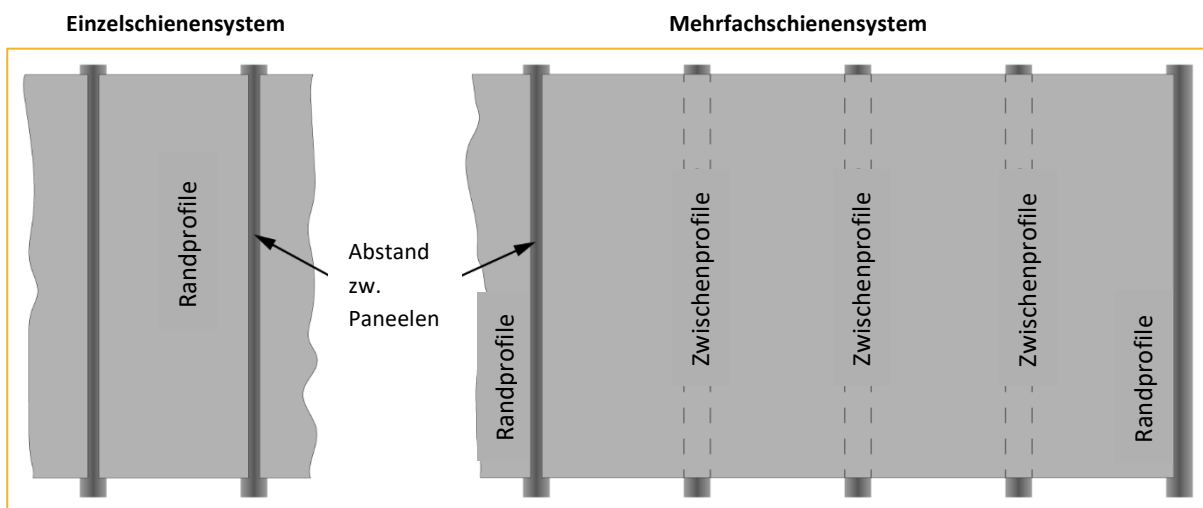 Einzelschienensystem
Mehrfachschienensystem
Randprofile
Abstand
zw.
Paneelen
Randprofile
Zwischenprofile
Zwischenprofile
Zwischenprofile
Randprofile